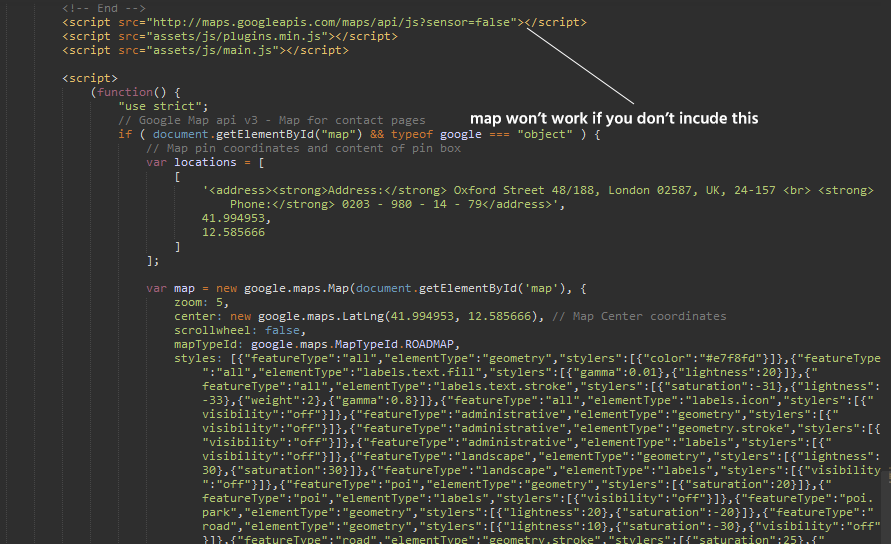 <!-- End -->
<script src="http://maps.googleapis.com/maps/api/js?sensor=false"></script>
<script src="assets/js/plugins.min.js"></script>
<script src="assets/js/main.js"></script>
<script>
(function() {
"use strict";
// Google Map api v3 - Map for contact pages
map won't work if you don't incude this
if ( document.getElementById("map") && typeof google === "object" ) {
// Map pin coordinates and content of pin box
var locations = [
[
'<address><strong>Address:</strong> Oxford Street 48/188, London 02587, UK, 24-157 <br> <strong>
Phone:</strong> 0203 - 980 - 14 - 79</address>',
41.994953,
12.585666
]
];
var map = new google.maps.Map(document.getElementById('map'), {
zoom: 5,
center: new google.maps.LatLng(41.994953, 12.585666), // Map Center coordinates
scrollwheel: false,
mapTypeId: google.maps.MapTypeId.ROADMAP,
styles: [{"featureType":"all","elementType":"geometry","stylers":[{"color":"#e7f8fd"}]},{"featureType
":"all","elementType":"labels.text.fill","stylers":[{"gamma":0.01},{"lightness":20}]},{"
featureType":"all","elementType":"labels.text.stroke","stylers":[{"saturation":-31},{"lightness":
-33},{"weight":2},{"gamma":0.8}]},{"featureType":"all","elementType":"labels.icon","stylers":[{"
visibility":"off"}]},{"featureType":"administrative","elementType":"geometry","stylers":[{"
visibility":"off"}]},{"featureType":"administrative","elementType":"geometry.stroke","stylers":[{
"visibility":"off"}]},{"featureType":"administrative","elementType":"labels","stylers":[{"
visibility":"off"}]},{"featureType":"landscape","elementType":"geometry","stylers":[{"lightness":
30},{"saturation":30}]},{"featureType":"landscape","elementType":"labels","stylers":[{"visibility
":"off"}]},{"featureType":"poi","elementType":"geometry","stylers":[{"saturation":20}]},{"
featureType":"poi","elementType":"labels","stylers":[{"visibility":"off"}]},{"featureType":"poi.
park","elementType":"geometry","stylers":[{"lightness":20},{"saturation":-20}]},{"featureType":"
road","elementType":"geometry","stylers":[{"lightness":10},{"saturation":-30},{"visibility":"off"
}]},{"featureType":"road","elementType":"geometry.stroke","stylers":[{"saturation":25},{"